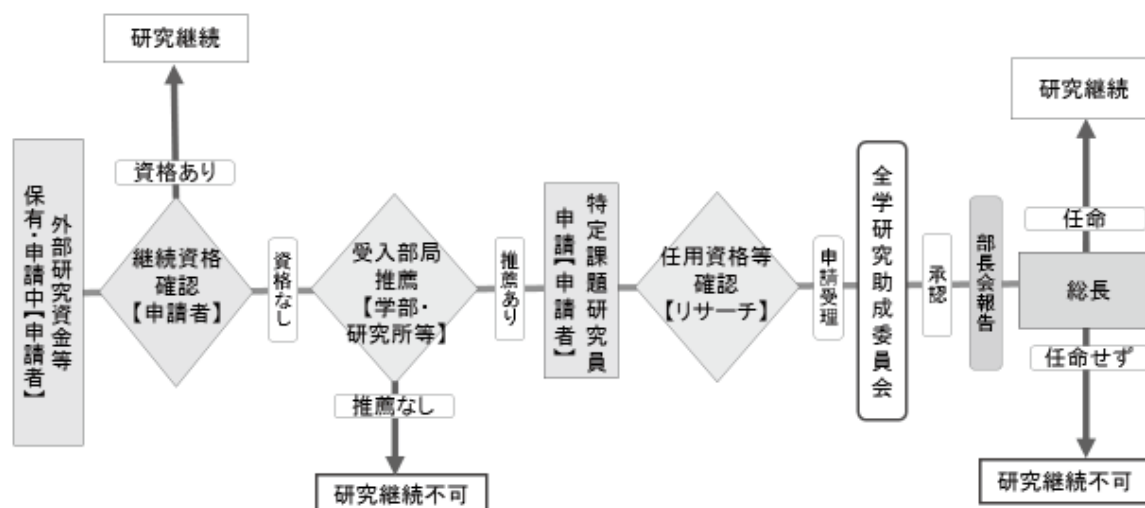 研究継続
資格あり
外部研究資金等
保有・申請中【申請者】
継続資格
確認
【申請者】
資格なし
受入部局
推薦
【学部・
研究所等】
推薦なし
研究継続不可
推薦あり
特定課題研究員
申請【申請者】
任用資格等
確認
【リサーチ】
申請受理
全学研究助成委員会
承認
部長会報告
研究継続
任命
総長
任命せず
研究継続不可